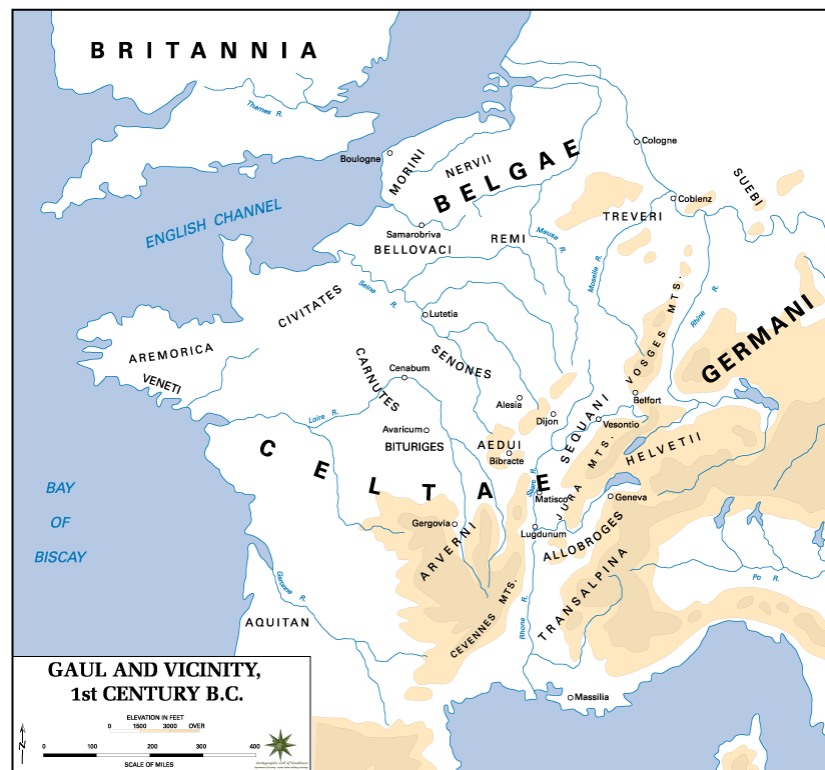 BRITANNIA
Thames R.
Cologne
Boulogne
MORINI
NERVII
BELGAE
SUEBI
Coblenz
TREVERI
ENGLISH CHANNEL
Samarobriva
BELLOVACI
REMI
Meuse R.
Moselle R.
Seine R.
CIVITATES
Lutetia
VOSGES MTS.
Rhine R.
GERMANI
AREMORICA
VENETI
CARNUTES
SENONES
Cenabum
Alesia
Belfort
Loire R.
Dijon
SEQUANI
Vesontio
Avaricum
BITURIGES
AEDUI
Bibracte
HELVETII
CELTAE
JURA MTS.
Saone R.
Matisco
Geneva
BAY
OF
BISCAY
Gergovia
ARVERNI
Lugdunum
ALLOBROGES
TRANSALPINA
Po R.
Garonne R.
AQUITAN
CEVENNES MTS.
Rhone R.
Massilia
GAUL AND VICINITY,
1st CENTURY B.C.
ELEVATION IN FEET
0 1500 3000 OVER
N
0 100 200 300 400
SCALE OF MILES